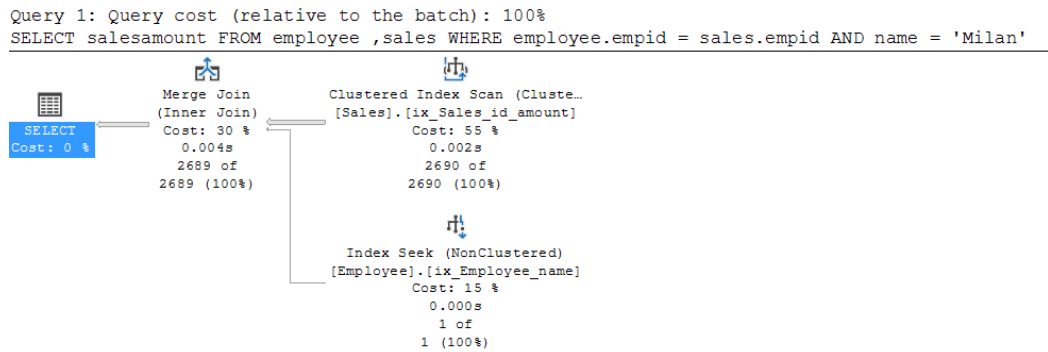 Query 1: Query cost (relative to the batch): 100%
SELECT salesamount FROM employee ,sales WHERE employee.empid = sales.empid AND name = 'Milan'
SELECT
Cost: 0 %
Merge Join
(Inner Join)
Cost: 30 %
0.004s
2689 of
2689 (100%)
Clustered Index Scan (Cluste…
[Sales].[ix_Sales_id_amount]
Cost: 55 %
0.002s
2690 of
2690 (100%)
Index Seek (NonClustered)
[Employee].[ix_Employee_name]
Cost: 15 %
0.000s
1 of
1 (100%)